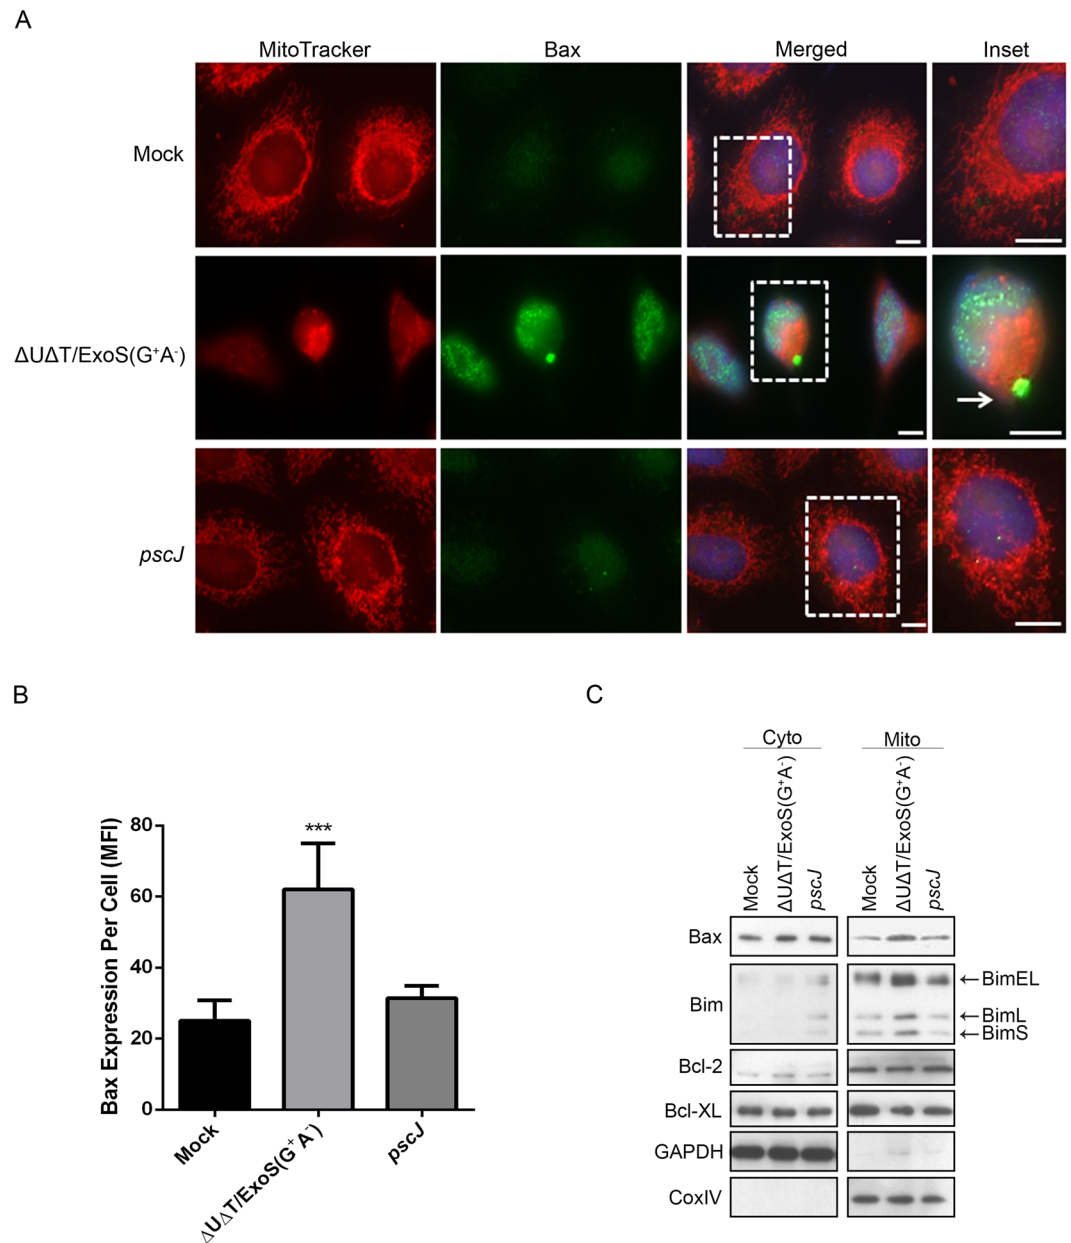 A
MitoTracker Bax Merged Inset
Mock
ΔUΔT/ExoS(G⁺A⁻)
pscJ
B
Bax Expression Per Cell (MFI)
80
60
40
20
0
***
Mock
ΔUΔT/ExoS(G⁺A⁻)
pscJ
C
Cyto Mito
Mock ΔUΔT/ExoS(G⁺A⁻) pscJ Mock ΔUΔT/ExoS(G⁺A⁻) pscJ
Bax
Bim
←BimEL
←BimL
←BimS
Bcl-2
Bcl-XL
GAPDH
CoxIV